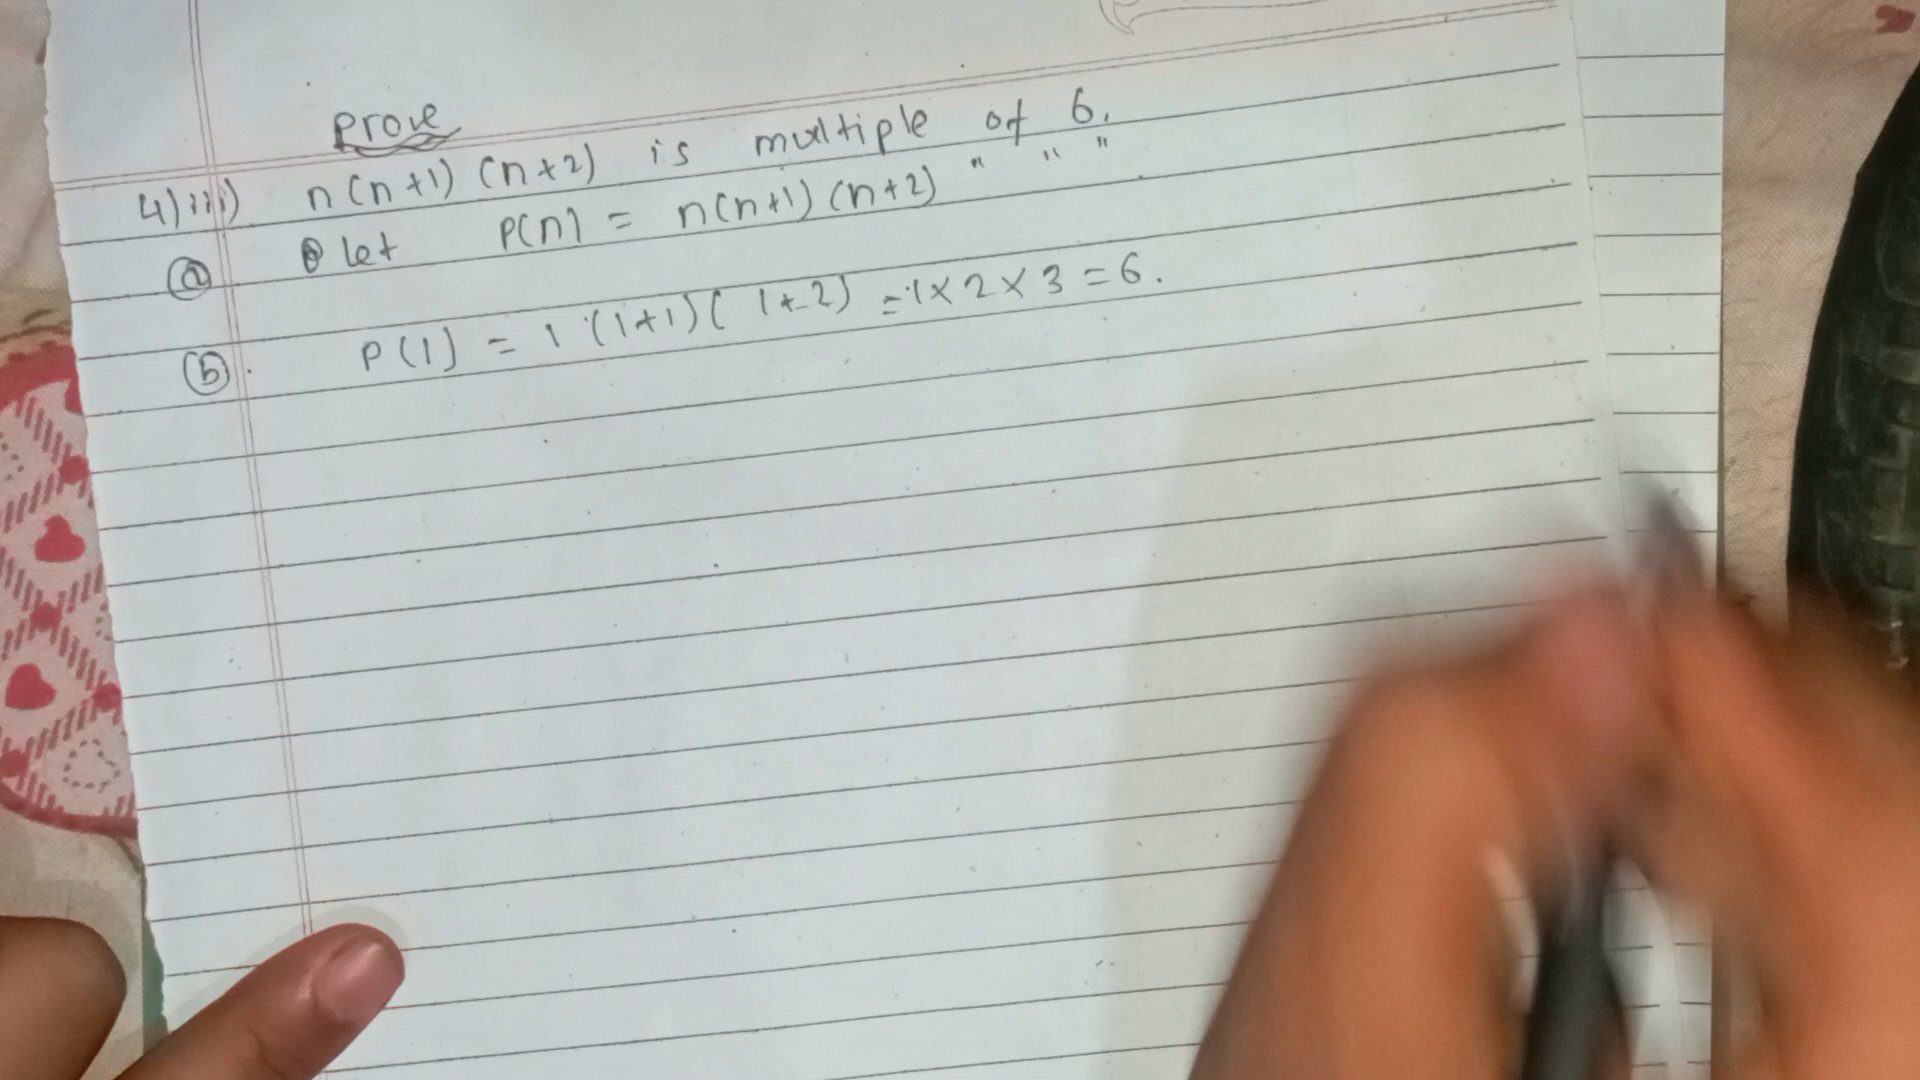 Prove
4) iii) n(n+1) (n+2) is multiple of 6.
(a) let P(n) = n(n+1) (n+2) " " "
(b). P(1) = 1 (1+1) ( 1+2) = 1 × 2 × 3 = 6.